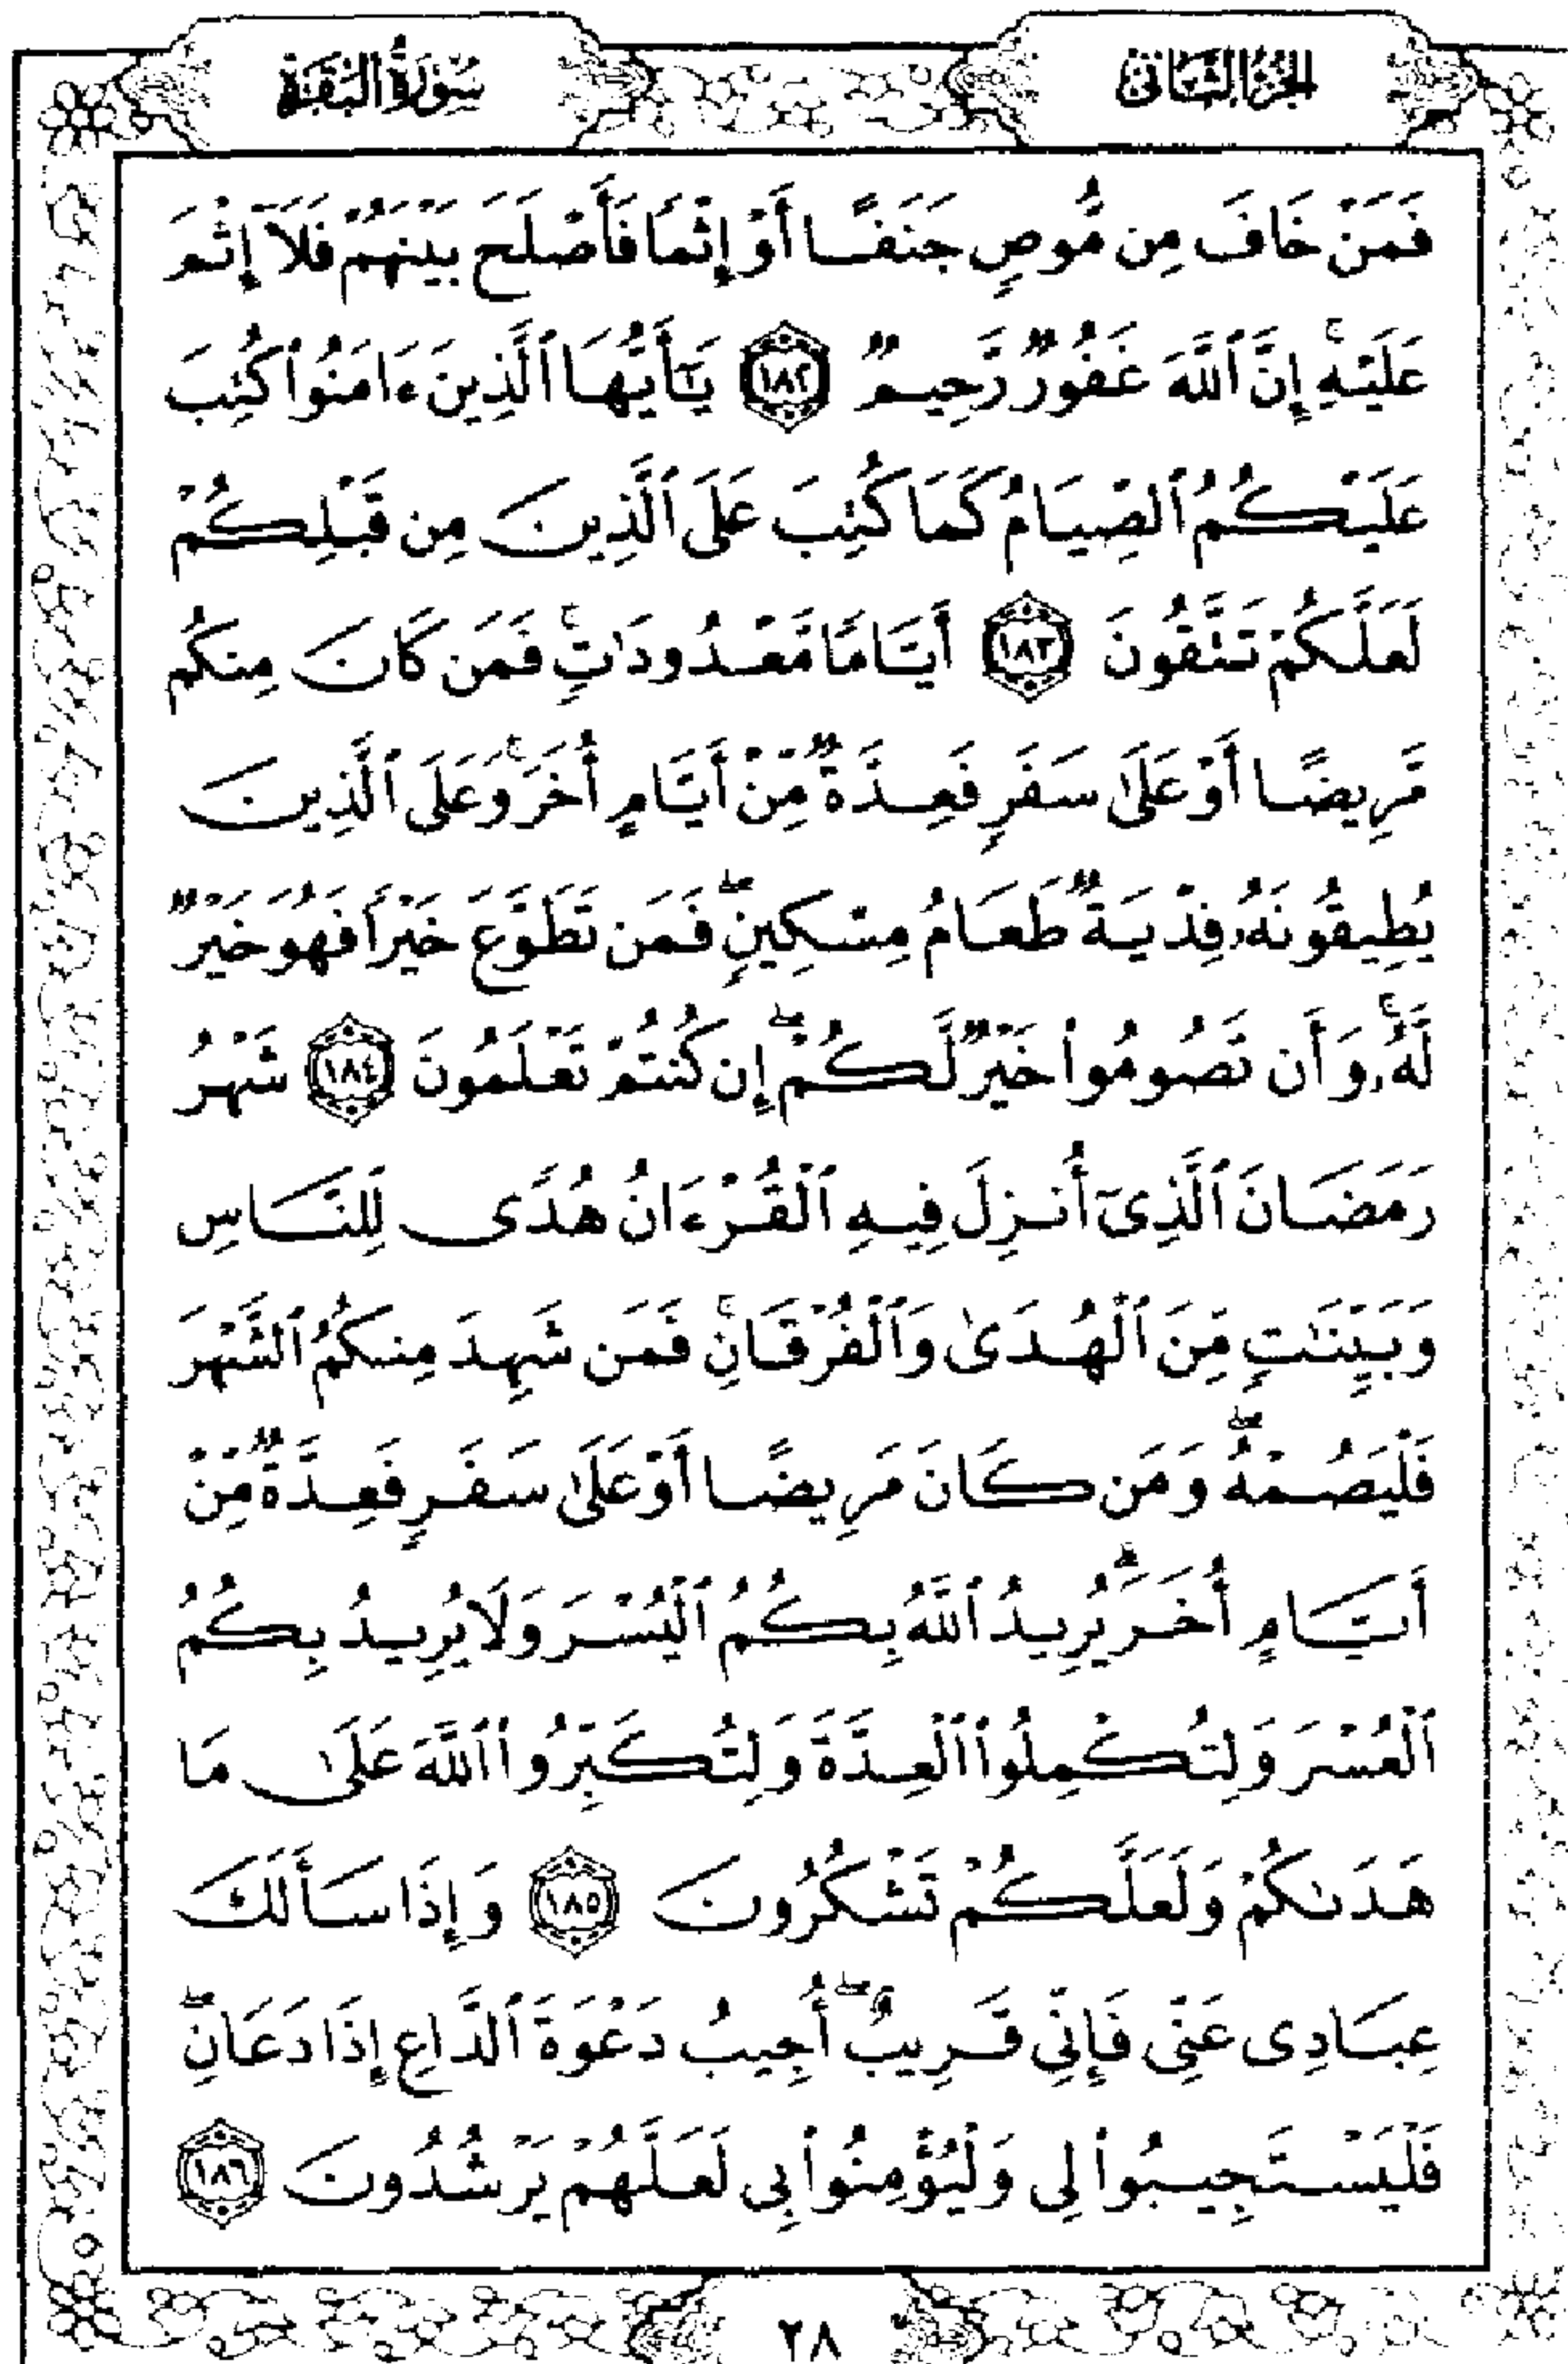 الجزء الثاني
سورة البقرة
فَمَنْ خَافَ مِن مُّوصٍ جَنَفًا أَوْ إِثْمًا فَأَصْلَحَ بَيْنَهُمْ فَلَآ إِثْمَ
عَلَيْهِۚ إِنَّ ٱللَّهَ غَفُورٌ رَّحِيمٌ ١٨٢ يَٰٓأَيُّهَا ٱلَّذِينَ ءَامَنُوا۟ كُتِبَ
عَلَيْكُمُ ٱلصِّيَامُ كَمَا كُتِبَ عَلَى ٱلَّذِينَ مِن قَبْلِكُمْ
لَعَلَّكُمْ تَتَّقُونَ ١٨٣ أَيَّامًا مَّعْدُودَٰتٍۚ فَمَن كَانَ مِنكُم
مَّرِيضًا أَوْ عَلَىٰ سَفَرٍ فَعِدَّةٌ مِّنْ أَيَّامٍ أُخَرَۚ وَعَلَى ٱلَّذِينَ
يُطِيقُونَهُۥ فِدْيَةٌ طَعَامُ مِسْكِينٍۖ فَمَن تَطَوَّعَ خَيْرًا فَهُوَ خَيْرٌ
لَّهُۥۚ وَأَن تَصُومُوا۟ خَيْرٌ لَّكُمْۖ إِن كُنتُمْ تَعْلَمُونَ ١٨٤ شَهْرُ
رَمَضَانَ ٱلَّذِىٓ أُنزِلَ فِيهِ ٱلْقُرْءَانُ هُدًى لِّلنَّاسِ
وَبَيِّنَٰتٍ مِّنَ ٱلْهُدَىٰ وَٱلْفُرْقَانِۚ فَمَن شَهِدَ مِنكُمُ ٱلشَّهْرَ
فَلْيَصُمْهُۖ وَمَن كَانَ مَرِيضًا أَوْ عَلَىٰ سَفَرٍ فَعِدَّةٌ مِّنْ
أَيَّامٍ أُخَرَۗ يُرِيدُ ٱللَّهُ بِكُمُ ٱلْيُسْرَ وَلَا يُرِيدُ بِكُمُ
ٱلْعُسْرَ وَلِتُكْمِلُوا۟ ٱلْعِدَّةَ وَلِتُكَبِّرُوا۟ ٱللَّهَ عَلَىٰ مَا
هَدَىٰكُمْ وَلَعَلَّكُمْ تَشْكُرُونَ ١٨٥ وَإِذَا سَأَلَكَ
عِبَادِى عَنِّى فَإِنِّى قَرِيبٌۖ أُجِيبُ دَعْوَةَ ٱلدَّاعِ إِذَا دَعَانِۖ
فَلْيَسْتَجِيبُوا۟ لِى وَلْيُؤْمِنُوا۟ بِى لَعَلَّهُمْ يَرْشُدُونَ ١٨٦
٢٨